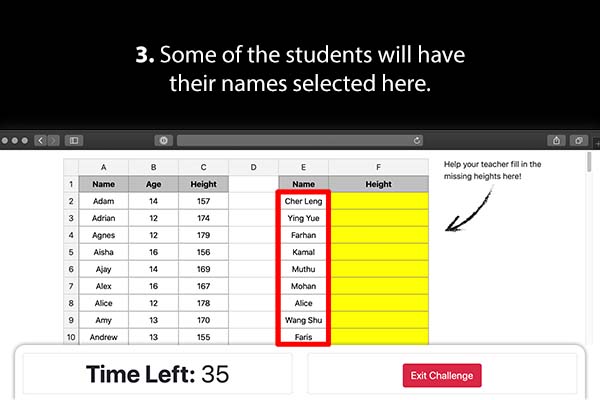 3. Some of the students will have
their names selected here.
A B C D E F
1 Name Age Height Name Height
2 Adam 14 157 Cher Leng
3 Adrian 12 174 Ying Yue
4 Agnes 12 179 Farhan
5 Aisha 16 156 Kamal
6 Ajay 14 169 Muthu
7 Alex 16 167 Mohan
8 Alice 12 178 Alice
9 Amy 13 170 Wang Shu
10 Andrew 13 155 Faris
Help your teacher fill in the
missing heights here!
Time Left: 35
Exit Challenge